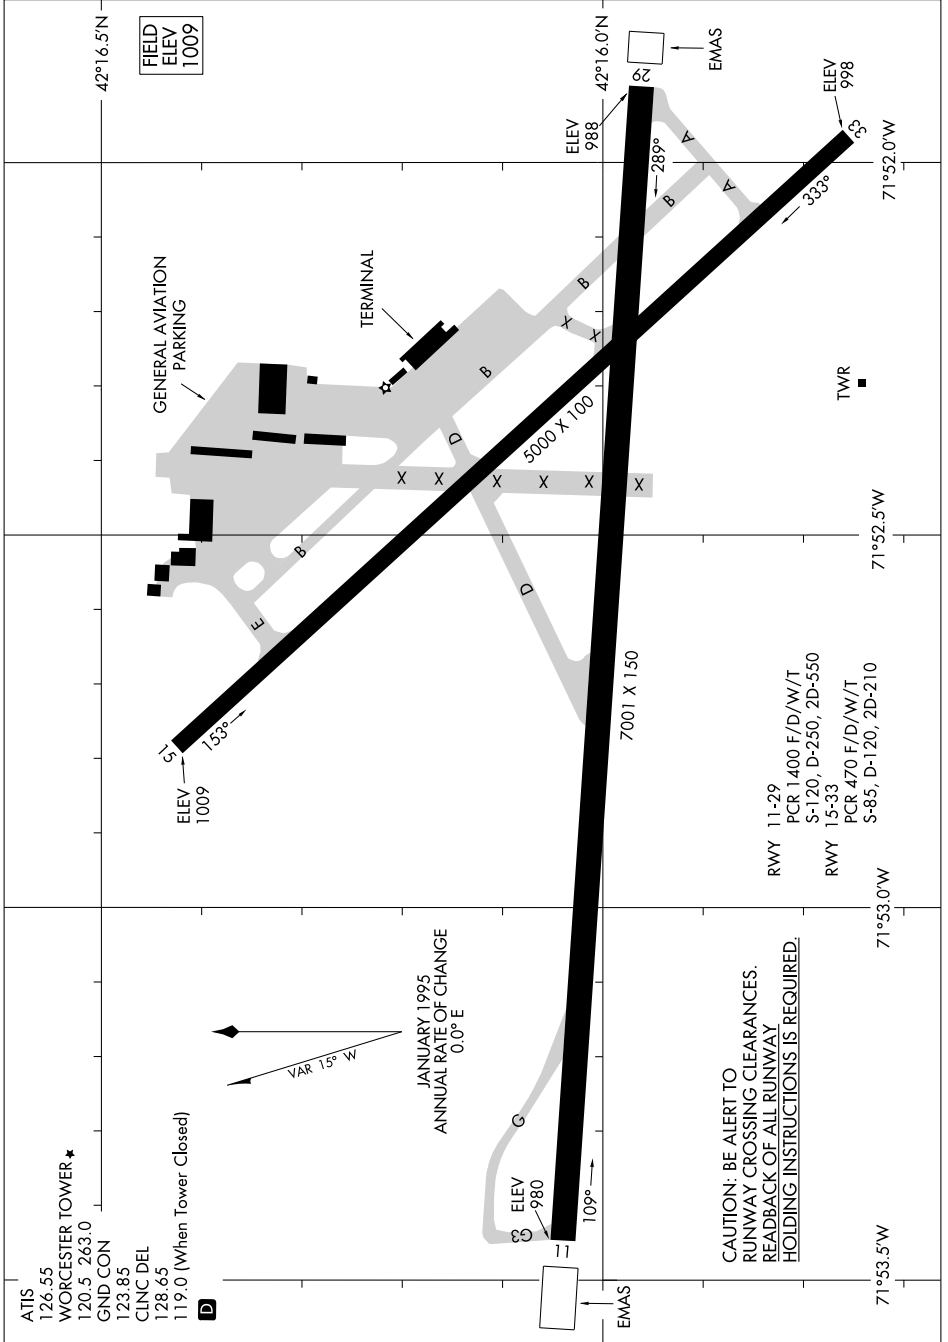 ATIS
126.55
WORCESTER TOWER★
120.5 263.0
GND CON
123.85
CLNC DEL
128.65
119.0 (When Tower Closed)
D
FIELD
ELEV
1009
42°16.5'N
42°16.0'N
EMAS
29
ELEV
988
289°
ELEV
998
33
333°
71°52.0'W
A
A
B
B
B
B
X
X
GENERAL AVIATION
PARKING
TERMINAL
TWR
5000 X 100
D
D
X
X
X
X
X
X
71°52.5'W
E
15
153°
ELEV
1009
7001 X 150
RWY 11-29
PCR 1400 F/D/W/T
S-120, D-250, 2D-550
RWY 15-33
PCR 470 F/D/W/T
S-85, D-120, 2D-210
71°53.0'W
VAR 15° W
JANUARY 1995
ANNUAL RATE OF CHANGE
0.0° E
G
G3
ELEV
980
11
109°
EMAS
CAUTION: BE ALERT TO
RUNWAY CROSSING CLEARANCES.
READBACK OF ALL RUNWAY
HOLDING INSTRUCTIONS IS REQUIRED.
71°53.5'W